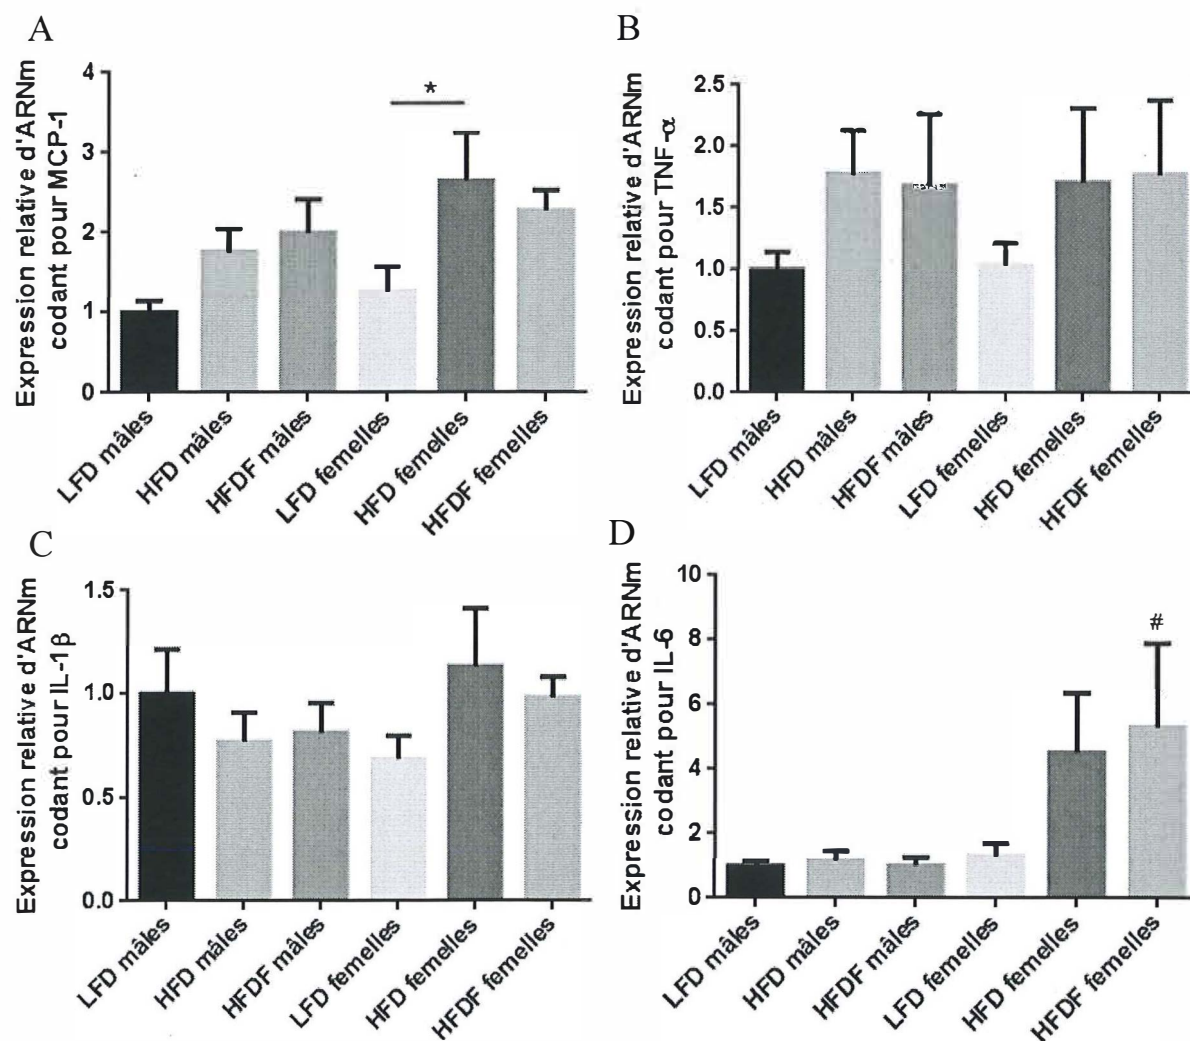 A
Expression relative d'ARNm
codant pour MCP-1
4
3
2
1
0
*
LFD mâles
HFD mâles
HFDF mâles
LFD femelles
HFD femelles
HFDF femelles
B
Expression relative d'ARNm
codant pour TNF-α
2.5
2.0
1.5
1.0
0.5
0.0
LFD mâles
HFD mâles
HFDF mâles
LFD femelles
HFD femelles
HFDF femelles
C
Expression relative d'ARNm
codant pour IL-1β
1.5
1.0
0.5
0.0
LFD mâles
HFD mâles
HFDF mâles
LFD femelles
HFD femelles
HFDF femelles
D
Expression relative d'ARNm
codant pour IL-6
10
8
6
4
2
0
#
LFD mâles
HFD mâles
HFDF mâles
LFD femelles
HFD femelles
HFDF femelles